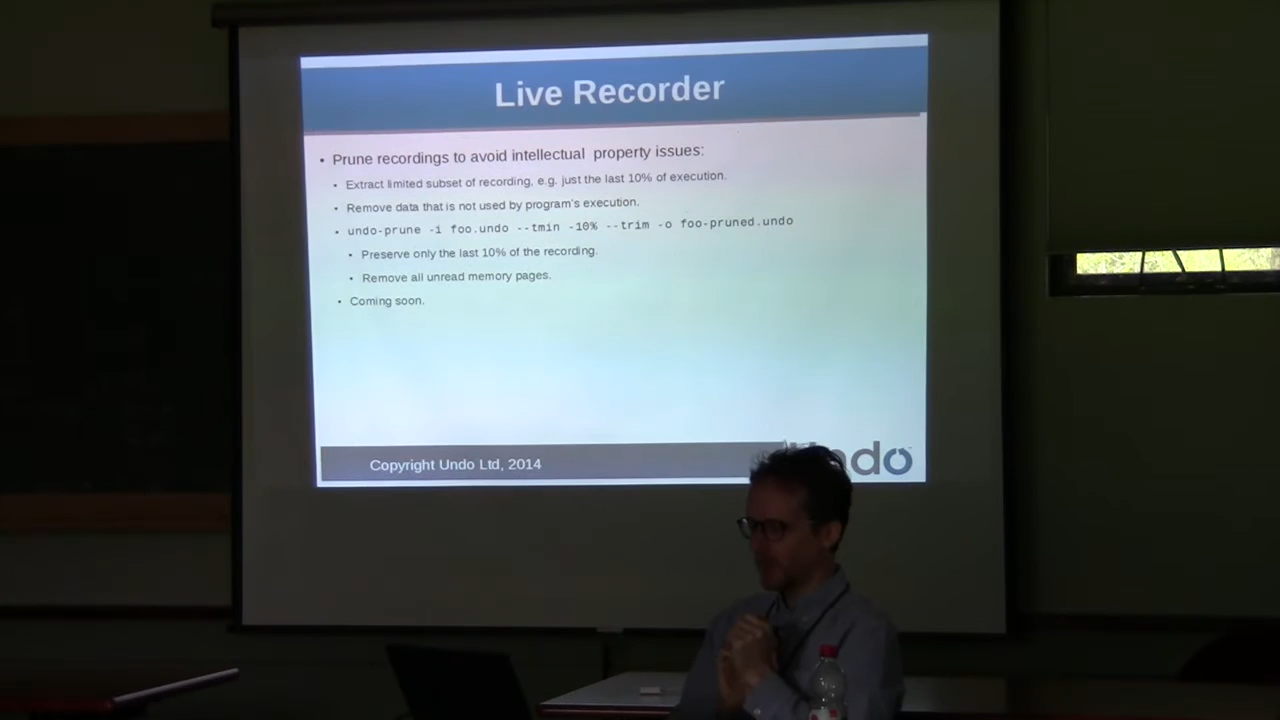 Live Recorder
• Prune recordings to avoid intellectual property issues:
• Extract limited subset of recording, e.g. just the last 10% of execution.
• Remove data that is not used by program's execution.
• undo-prune -i foo.undo --tmin -10% --trim -o foo-pruned.undo
• Preserve only the last 10% of the recording.
• Remove all unread memory pages.
• Coming soon.
Copyright Undo Ltd, 2014